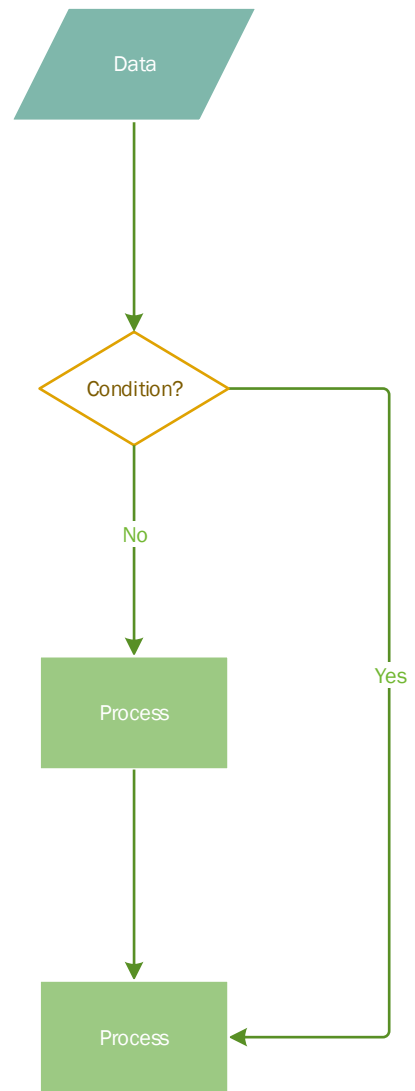 Data
Condition?
No
Yes
Process
Process